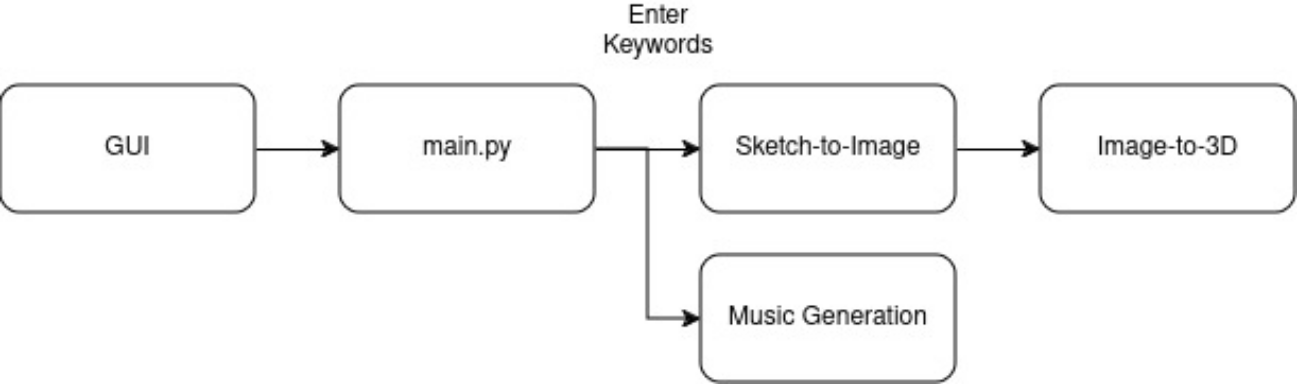 Enter
Keywords
GUI
main.py
Sketch-to-Image
Image-to-3D
Music Generation